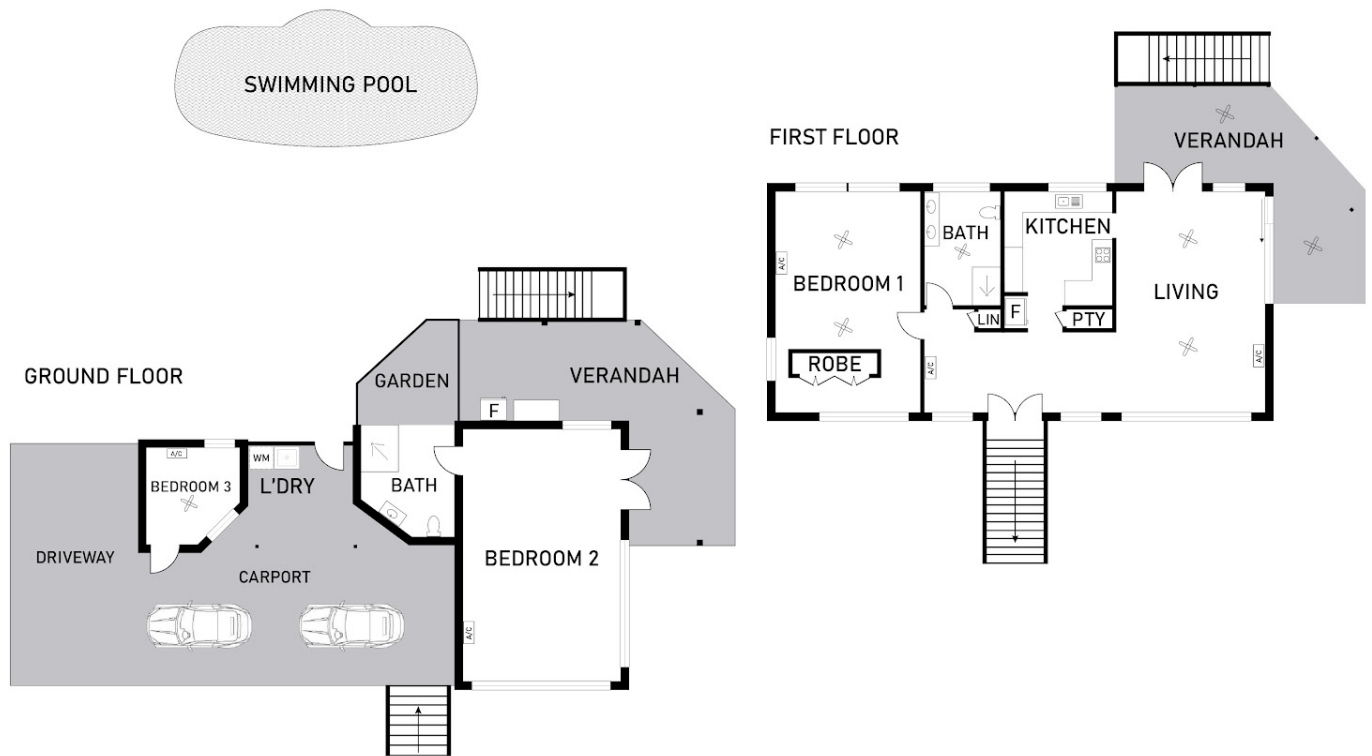 SWIMMING POOL
FIRST FLOOR
VERANDAH
BATH
KITCHEN
A/C
BEDROOM 1
LIVING
F
LIN
PTY
ROBE
A/C
A/C
GROUND FLOOR
GARDEN
VERANDAH
F
A/C
WM
BEDROOM 3
L'DRY
BATH
DRIVEWAY
CARPORT
BEDROOM 2
A/C